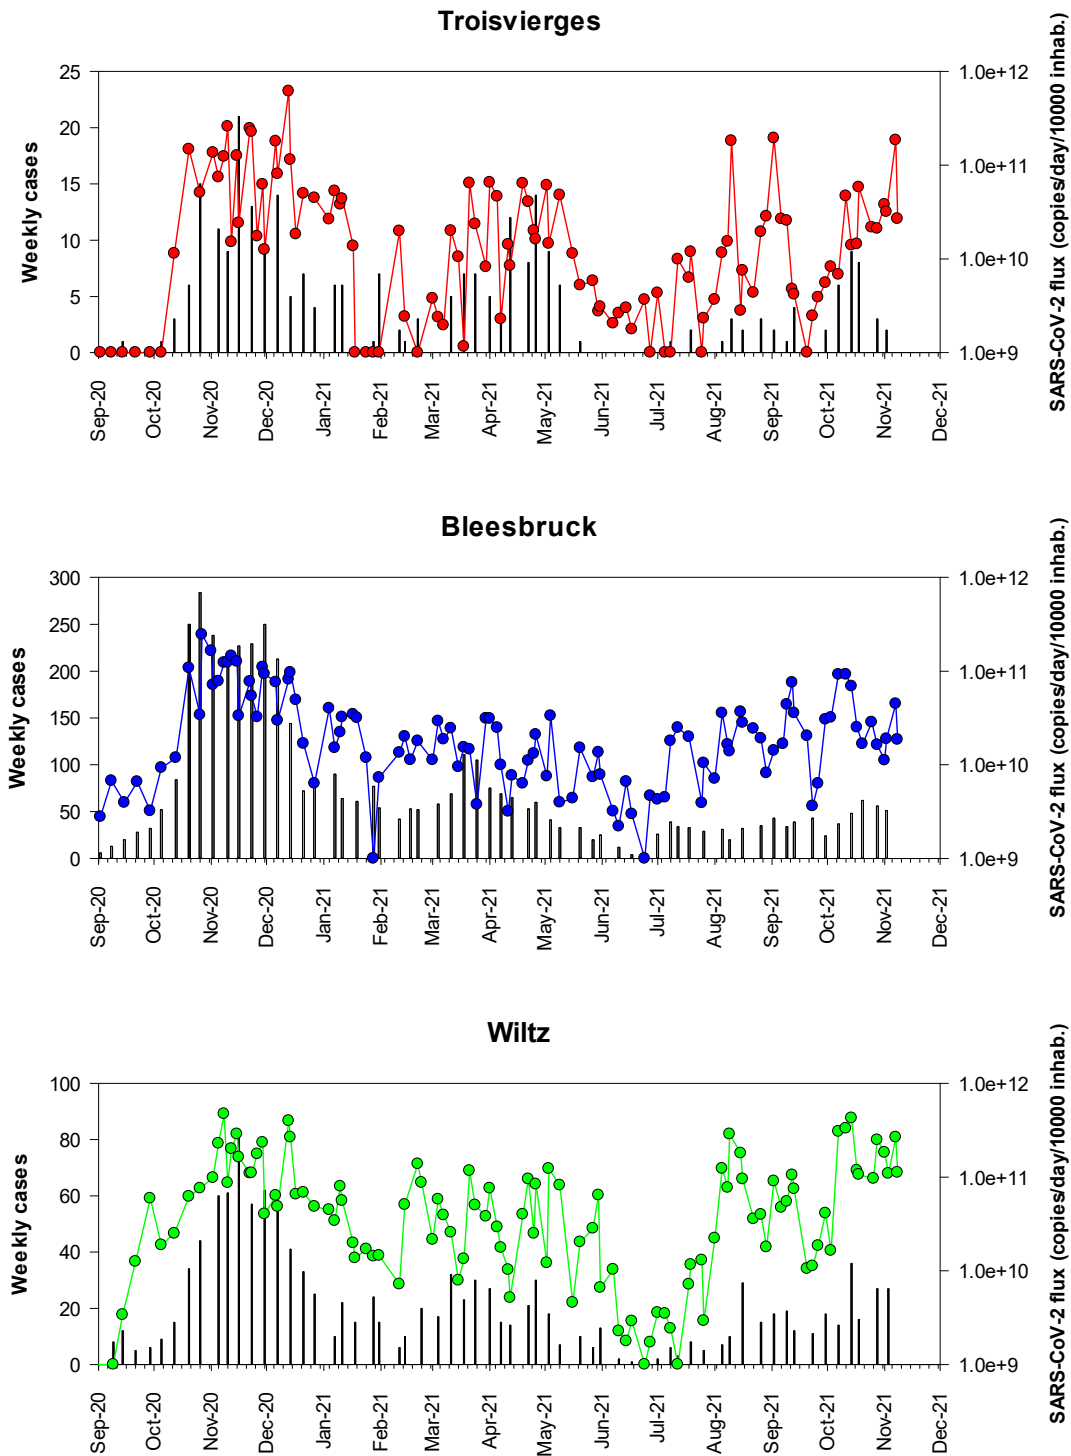 Troisvierges
Weekly cases
25
20
15
10
5
0
1.0e+12
1.0e+11
1.0e+10
1.0e+9
SARS-CoV-2 flux (copies/day/10000 inhab.)
Sep-20
Oct-20
Nov-20
Dec-20
Jan-21
Feb-21
Mar-21
Apr-21
May-21
Jun-21
Jul-21
Aug-21
Sep-21
Oct-21
Nov-21
Dec-21
Bleesbruck
Weekly cases
300
250
200
150
100
50
0
1.0e+12
1.0e+11
1.0e+10
1.0e+9
SARS-CoV-2 flux (copies/day/10000 inhab.)
Sep-20
Oct-20
Nov-20
Dec-20
Jan-21
Feb-21
Mar-21
Apr-21
May-21
Jun-21
Jul-21
Aug-21
Sep-21
Oct-21
Nov-21
Dec-21
Wiltz
Weekly cases
100
80
60
40
20
0
1.0e+12
1.0e+11
1.0e+10
1.0e+9
SARS-CoV-2 flux (copies/day/10000 inhab.)
Sep-20
Oct-20
Nov-20
Dec-20
Jan-21
Feb-21
Mar-21
Apr-21
May-21
Jun-21
Jul-21
Aug-21
Sep-21
Oct-21
Nov-21
Dec-21